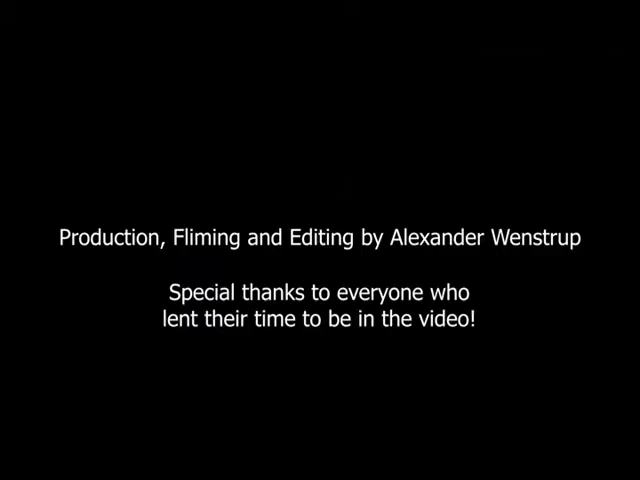 Production, Fliming and Editing by Alexander Wenstrup
Special thanks to everyone who
lent their time to be in the video!